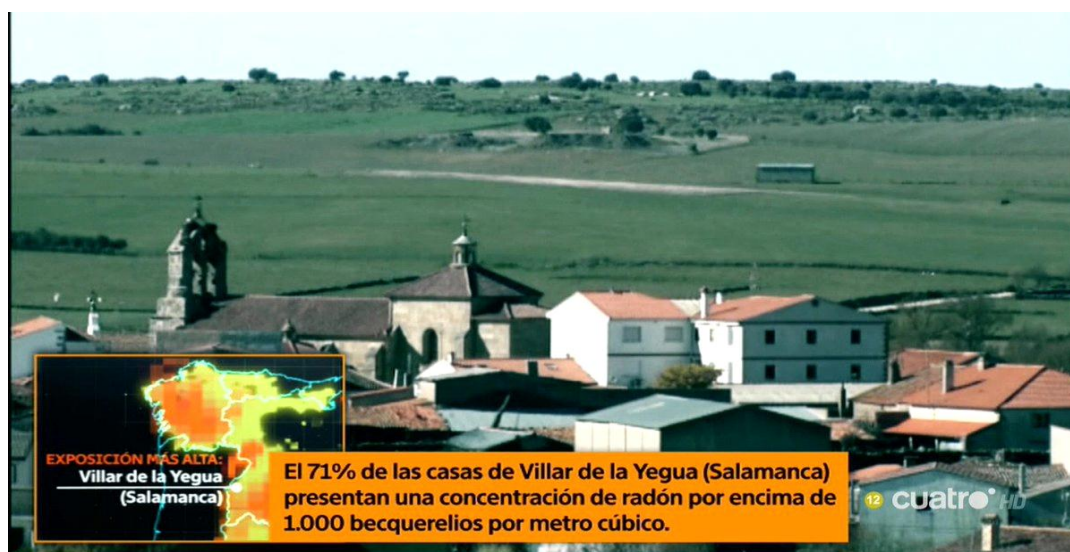 EXPOSICIÓN MÁS ALTA:
Villar de la Yegua
(Salamanca)
El 71% de las casas de Villar de la Yegua (Salamanca)
presentan una concentración de radón por encima de
1.000 becquerelios por metro cúbico.
12 cuatro HD